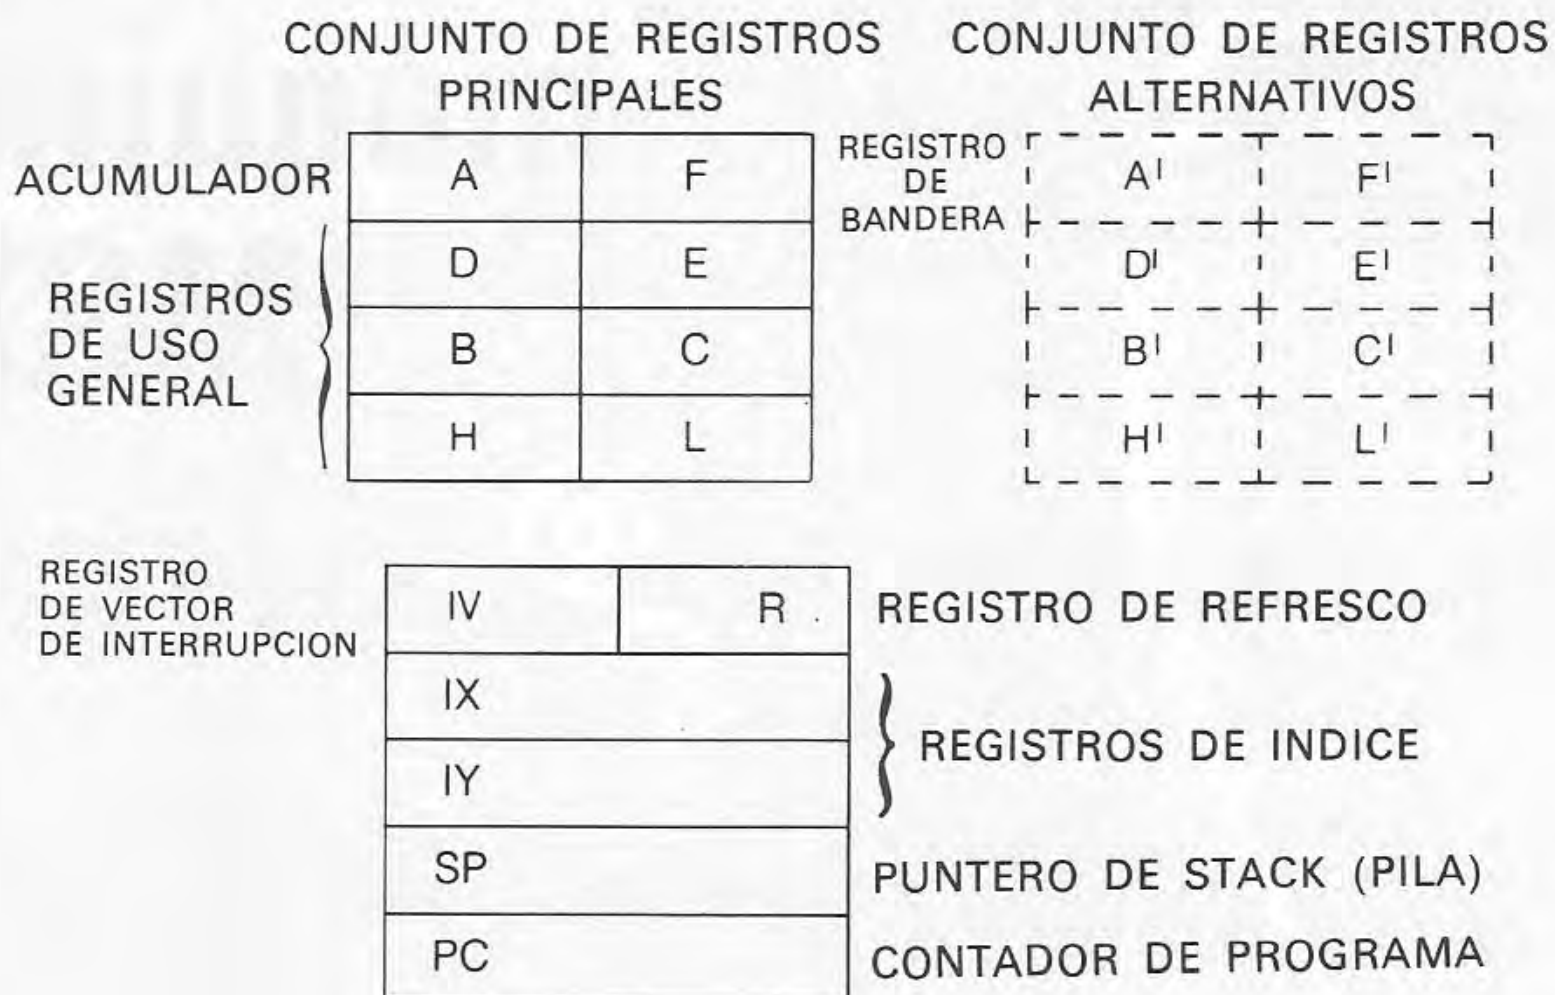 CONJUNTO DE REGISTROS
PRINCIPALES
CONJUNTO DE REGISTROS
ALTERNATIVOS
ACUMULADOR
A F
REGISTRO
DE
BANDERA
A' F'
REGISTROS
DE USO
GENERAL
D E
D' E'
B C
B' C'
H L
H' L'
REGISTRO
DE VECTOR
DE INTERRUPCION
IV R
REGISTRO DE REFRESCO
IX
IY
REGISTROS DE INDICE
SP
PUNTERO DE STACK (PILA)
PC
CONTADOR DE PROGRAMA